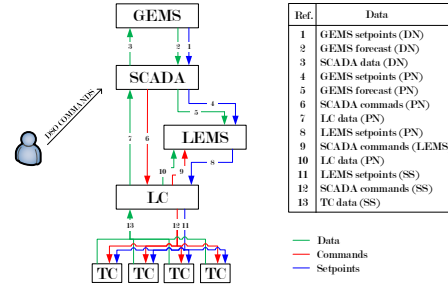 GEMS
3
2
1
SCADA
DSO COMMANDS
4
5
7
6
LEMS
10
9
8
LC
13
12
11
TC
TC
TC
TC
Ref. Data
1 GEMS setpoints (DN)
2 GEMS forecast (DN)
3 SCADA data (DN)
4 GEMS setpoints (PN)
5 GEMS forecast (PN)
6 SCADA commads (PN)
7 LC data (PN)
8 LEMS setpoints (PN)
9 SCADA commands (LEMS
10 LC data (PN)
11 LEMS setpoints (SS)
12 SCADA commands (SS)
13 TC data (SS)
Data
Commands
Setpoints